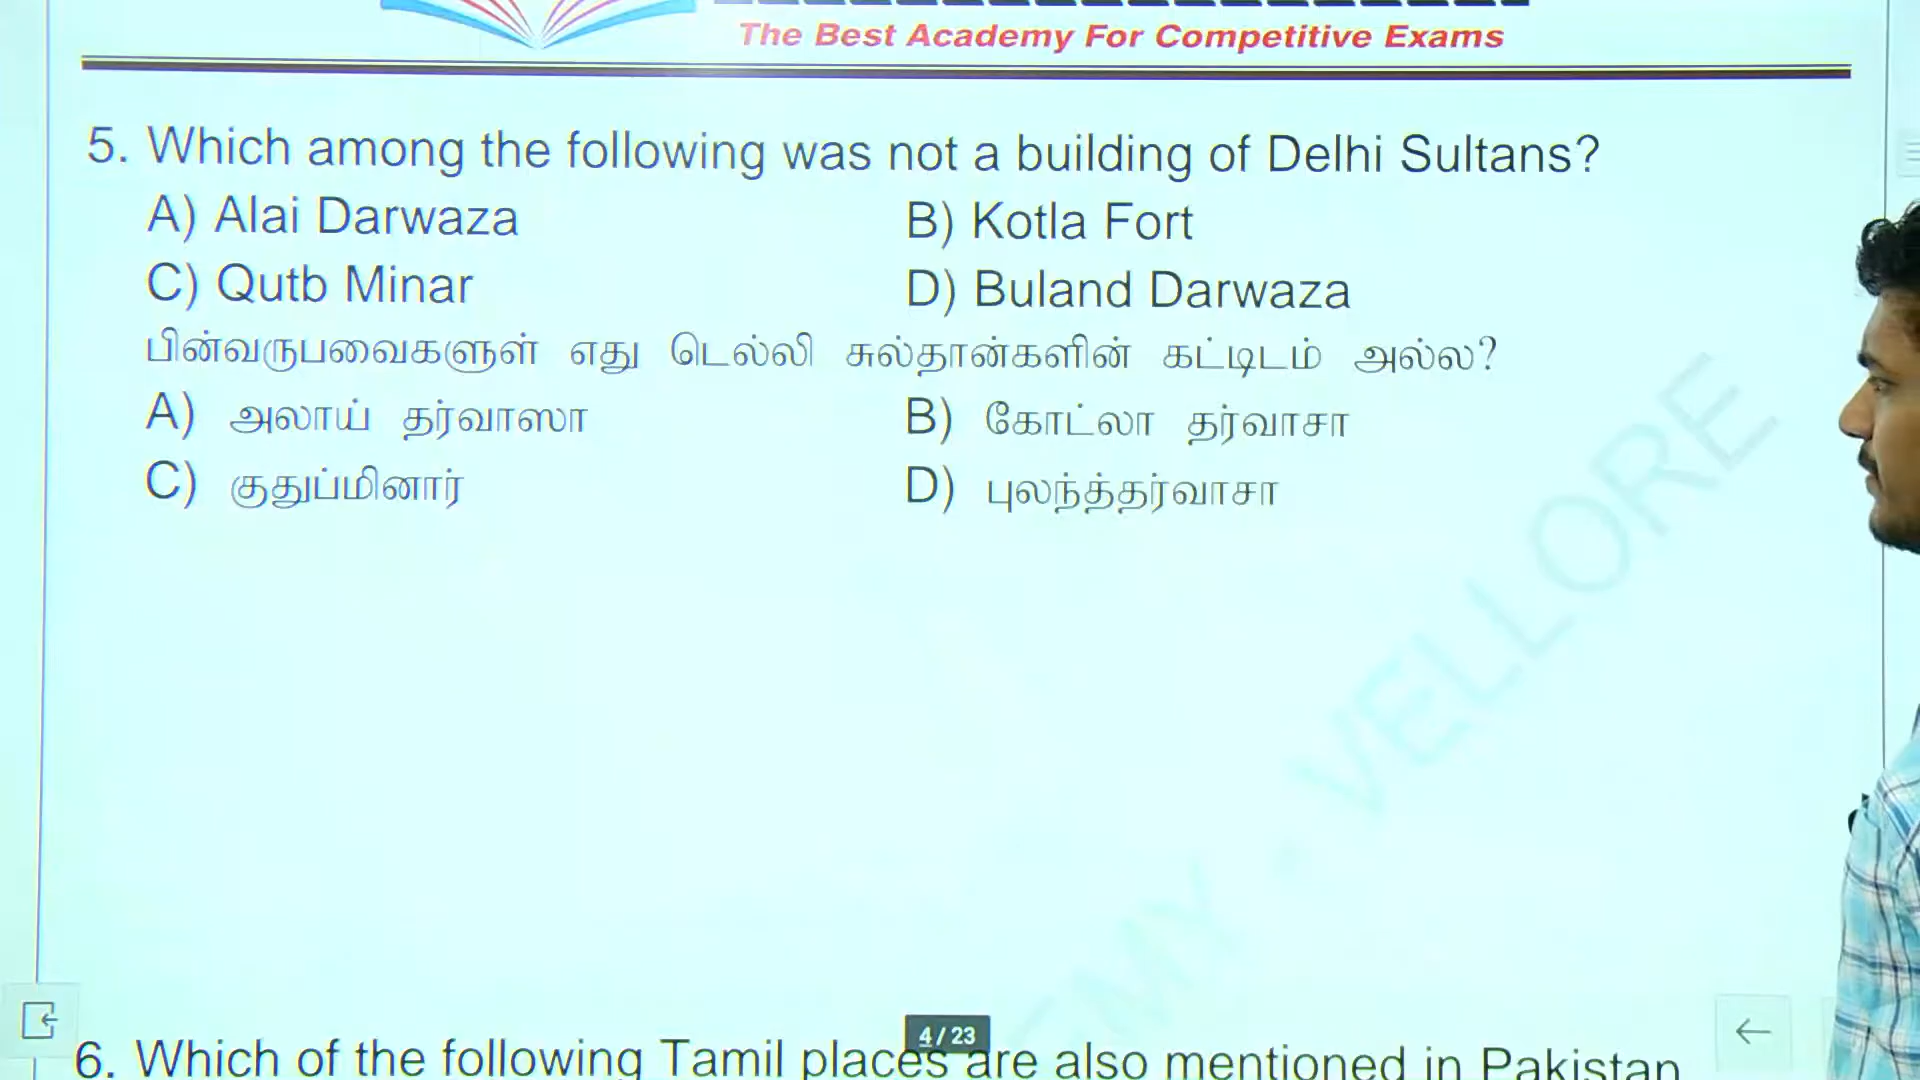 The Best Academy For Competitive Exams
5. Which among the following was not a building of Delhi Sultans?
A) Alai Darwaza
B) Kotla Fort
C) Qutb Minar
D) Buland Darwaza
பின்வருபவைகளுள் எது டெல்லி சுல்தான்களின் கட்டிடம் அல்ல?
A) அலாய் தர்வாஸா
B) கோட்லா தர்வாசா
C) குதுப்மினார்
D) புலந்த்தர்வாசா
VELLORE
4 / 23
6. Which of the following Tamil places are also mentioned in Pakistan